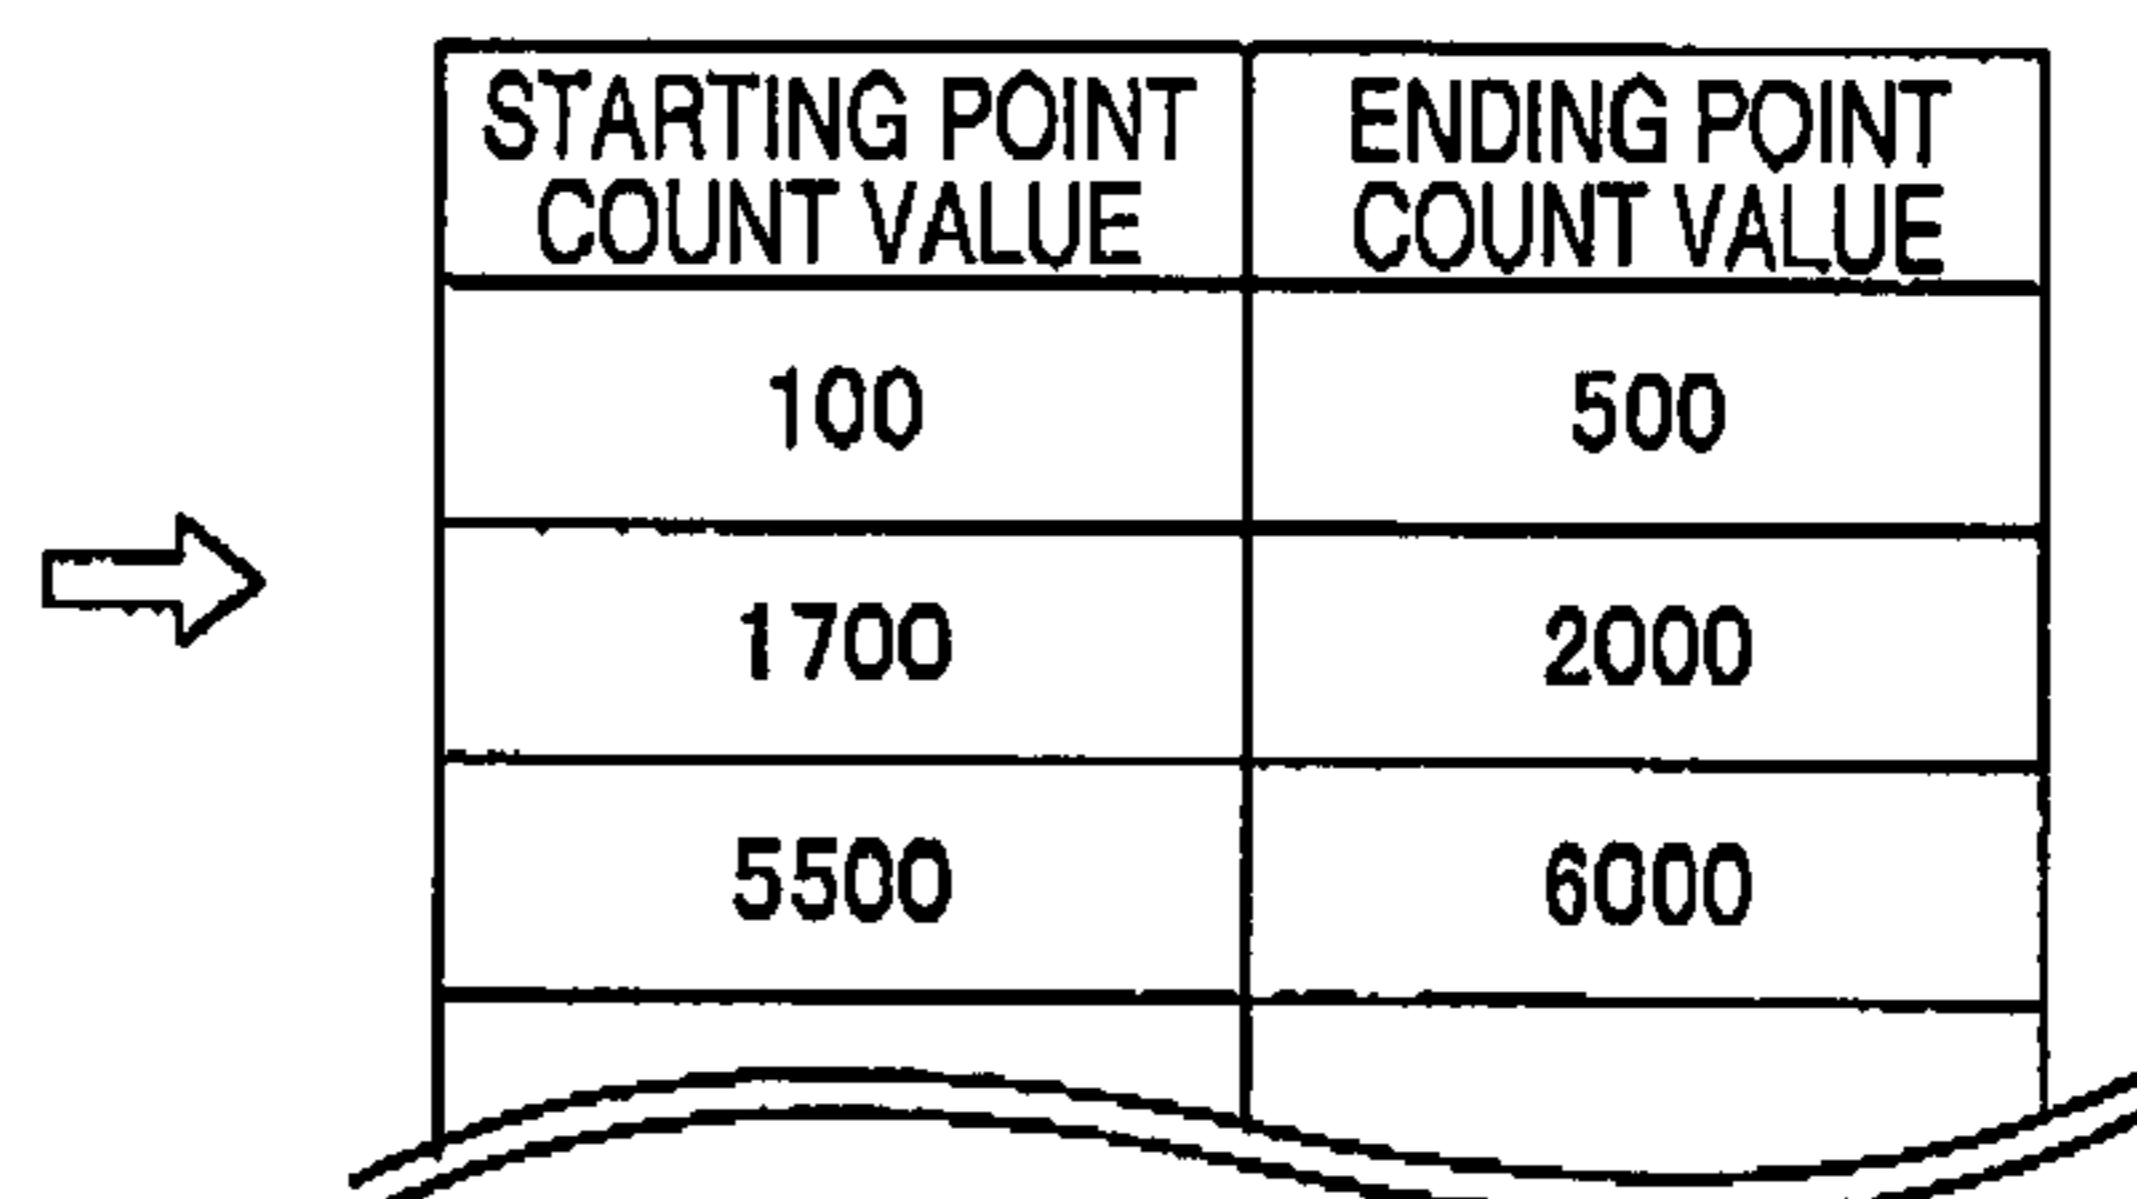 STARTING POINT ENDING POINT
COUNT VALUE COUNT VALUE
100 500
1700 2000
5500 6000